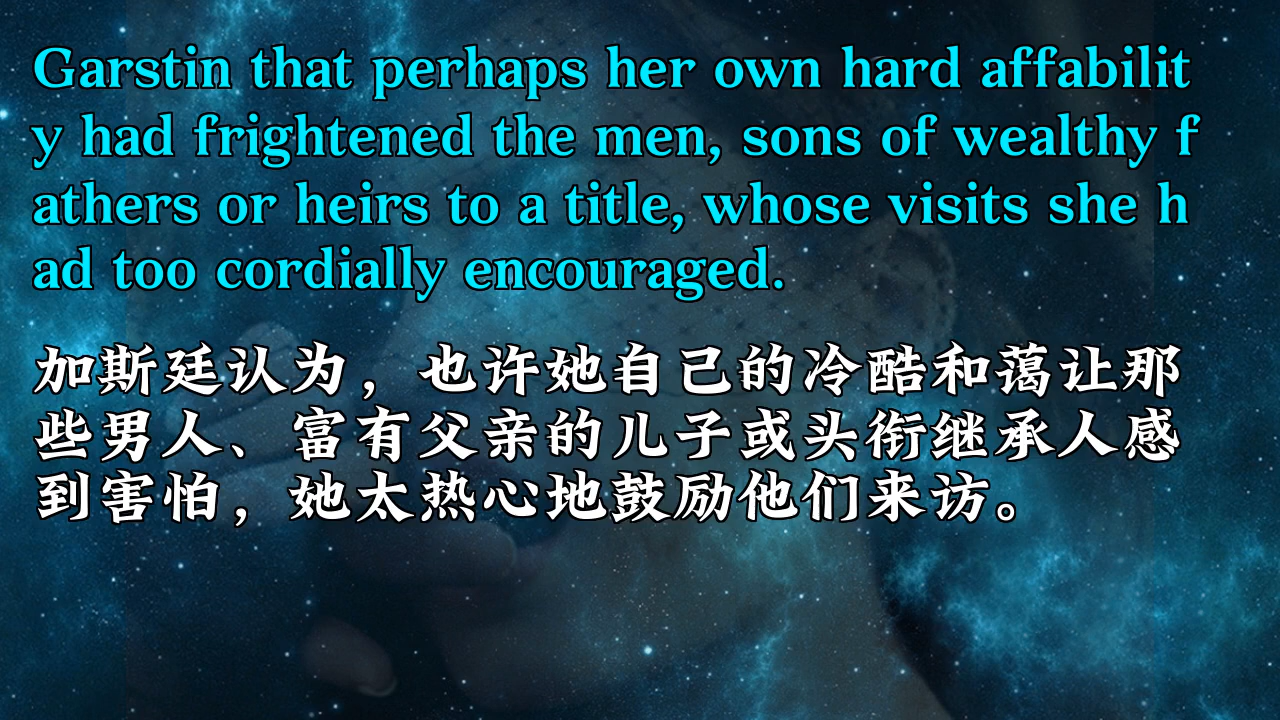 Garstin that perhaps her own hard affabilit
y had frightened the men, sons of wealthy f
athers or heirs to a title, whose visits she h
ad too cordially encouraged.
加斯廷认为，也许她自己的冷酷和蔼让那
些男人、富有父亲的儿子或头衔继承人感
到害怕，她太热心地鼓励他们来访。